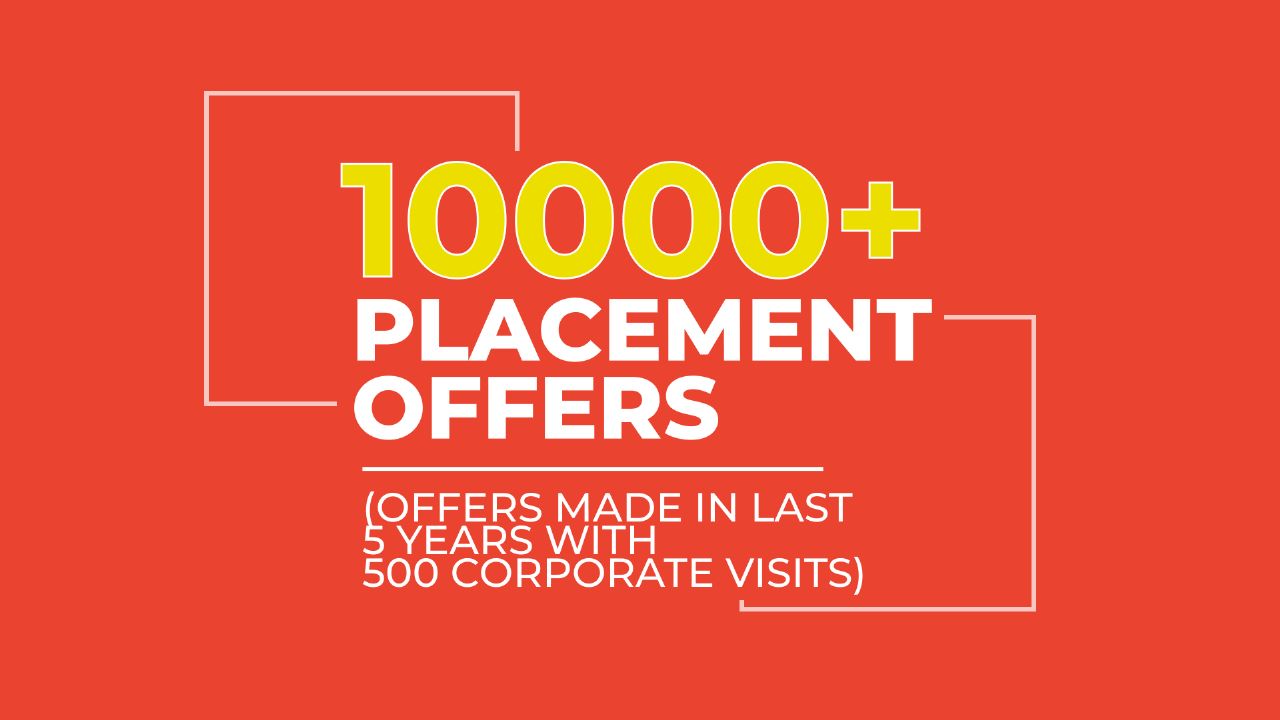 10000+
PLACEMENT
OFFERS
(OFFERS MADE IN LAST
5 YEARS WITH
500 CORPORATE VISITS)